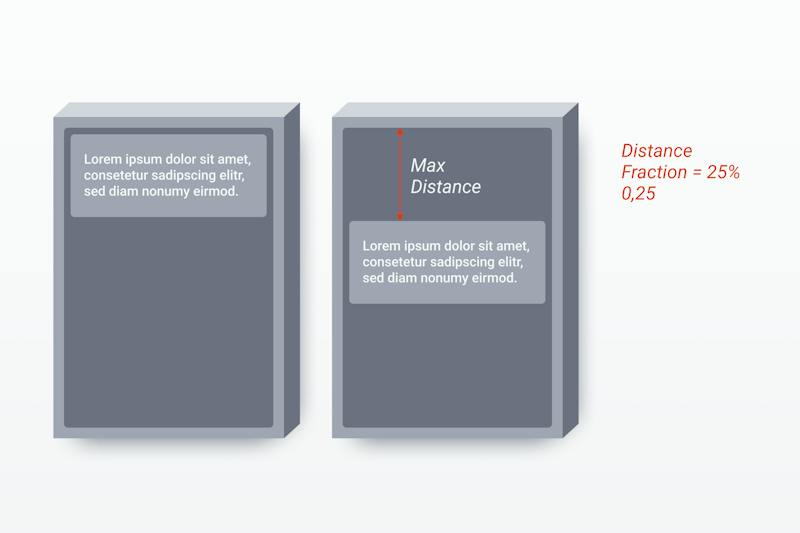 Lorem ipsum dolor sit amet,
consetetur sadipscing elitr,
sed diam nonumy eirmod.
Max
Distance
Lorem ipsum dolor sit amet,
consetetur sadipscing elitr,
sed diam nonumy eirmod.
Distance
Fraction = 25%
0,25